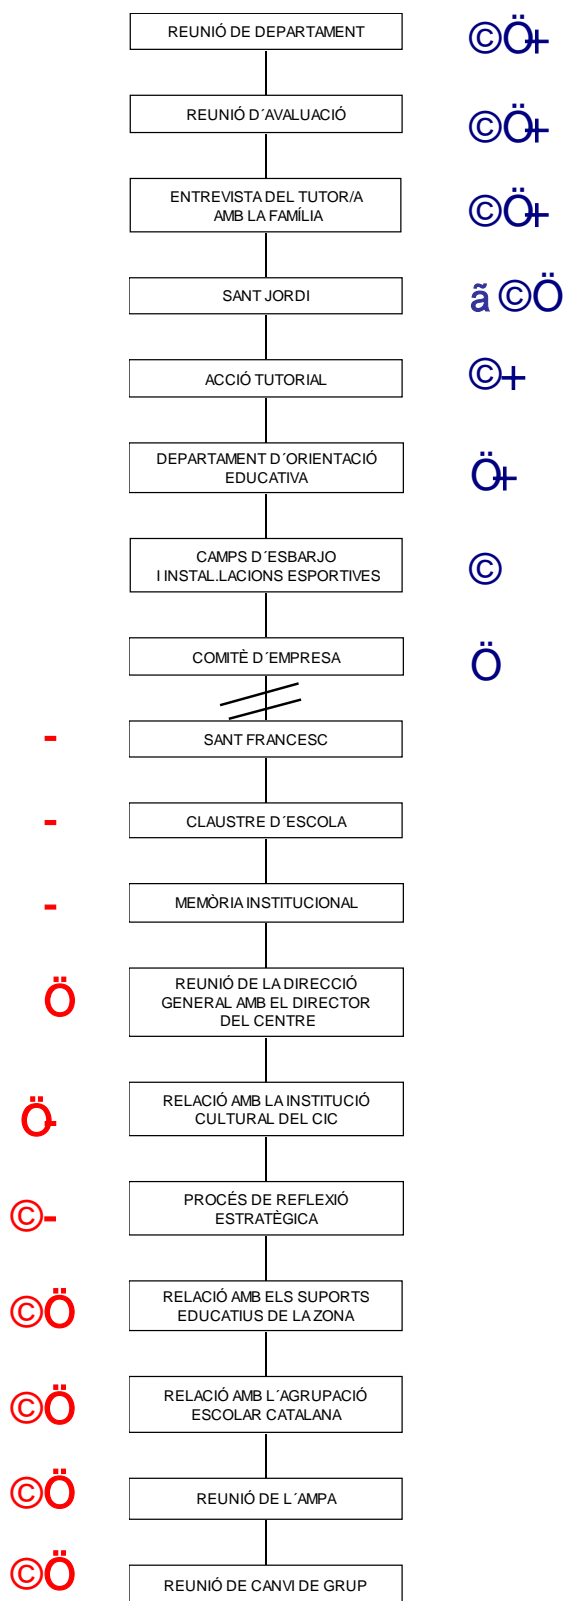 REUNIÓ DE DEPARTAMENT ©Ö+
REUNIÓ D´AVALUACIÓ ©Ö+
ENTREVISTA DEL TUTOR/A
AMB LA FAMÍLIA ©Ö+
SANT JORDI ã ©Ö
ACCIÓ TUTORIAL ©+
DEPARTAMENT D´ORIENTACIÓ
EDUCATIVA Ö+
CAMPS D´ESBARJO
I INSTAL.LACIONS ESPORTIVES ©
COMITÈ D´EMPRESA Ö
- SANT FRANCESC
- CLAUSTRE D´ESCOLA
- MEMÒRIA INSTITUCIONAL
REUNIÓ DE LA DIRECCIÓ
Ö GENERAL AMB EL DIRECTOR
DEL CENTRE
RELACIÓ AMB LA INSTITUCIÓ
Ö- CULTURAL DEL CIC
PROCÉS DE REFLEXIÓ
©- ESTRATÈGICA
RELACIÓ AMB ELS SUPORTS
©Ö EDUCATIUS DE LA ZONA
RELACIÓ AMB L´AGRUPACIÓ
©Ö ESCOLAR CATALANA
©Ö REUNIÓ DE L´AMPA
©Ö REUNIÓ DE CANVI DE GRUP